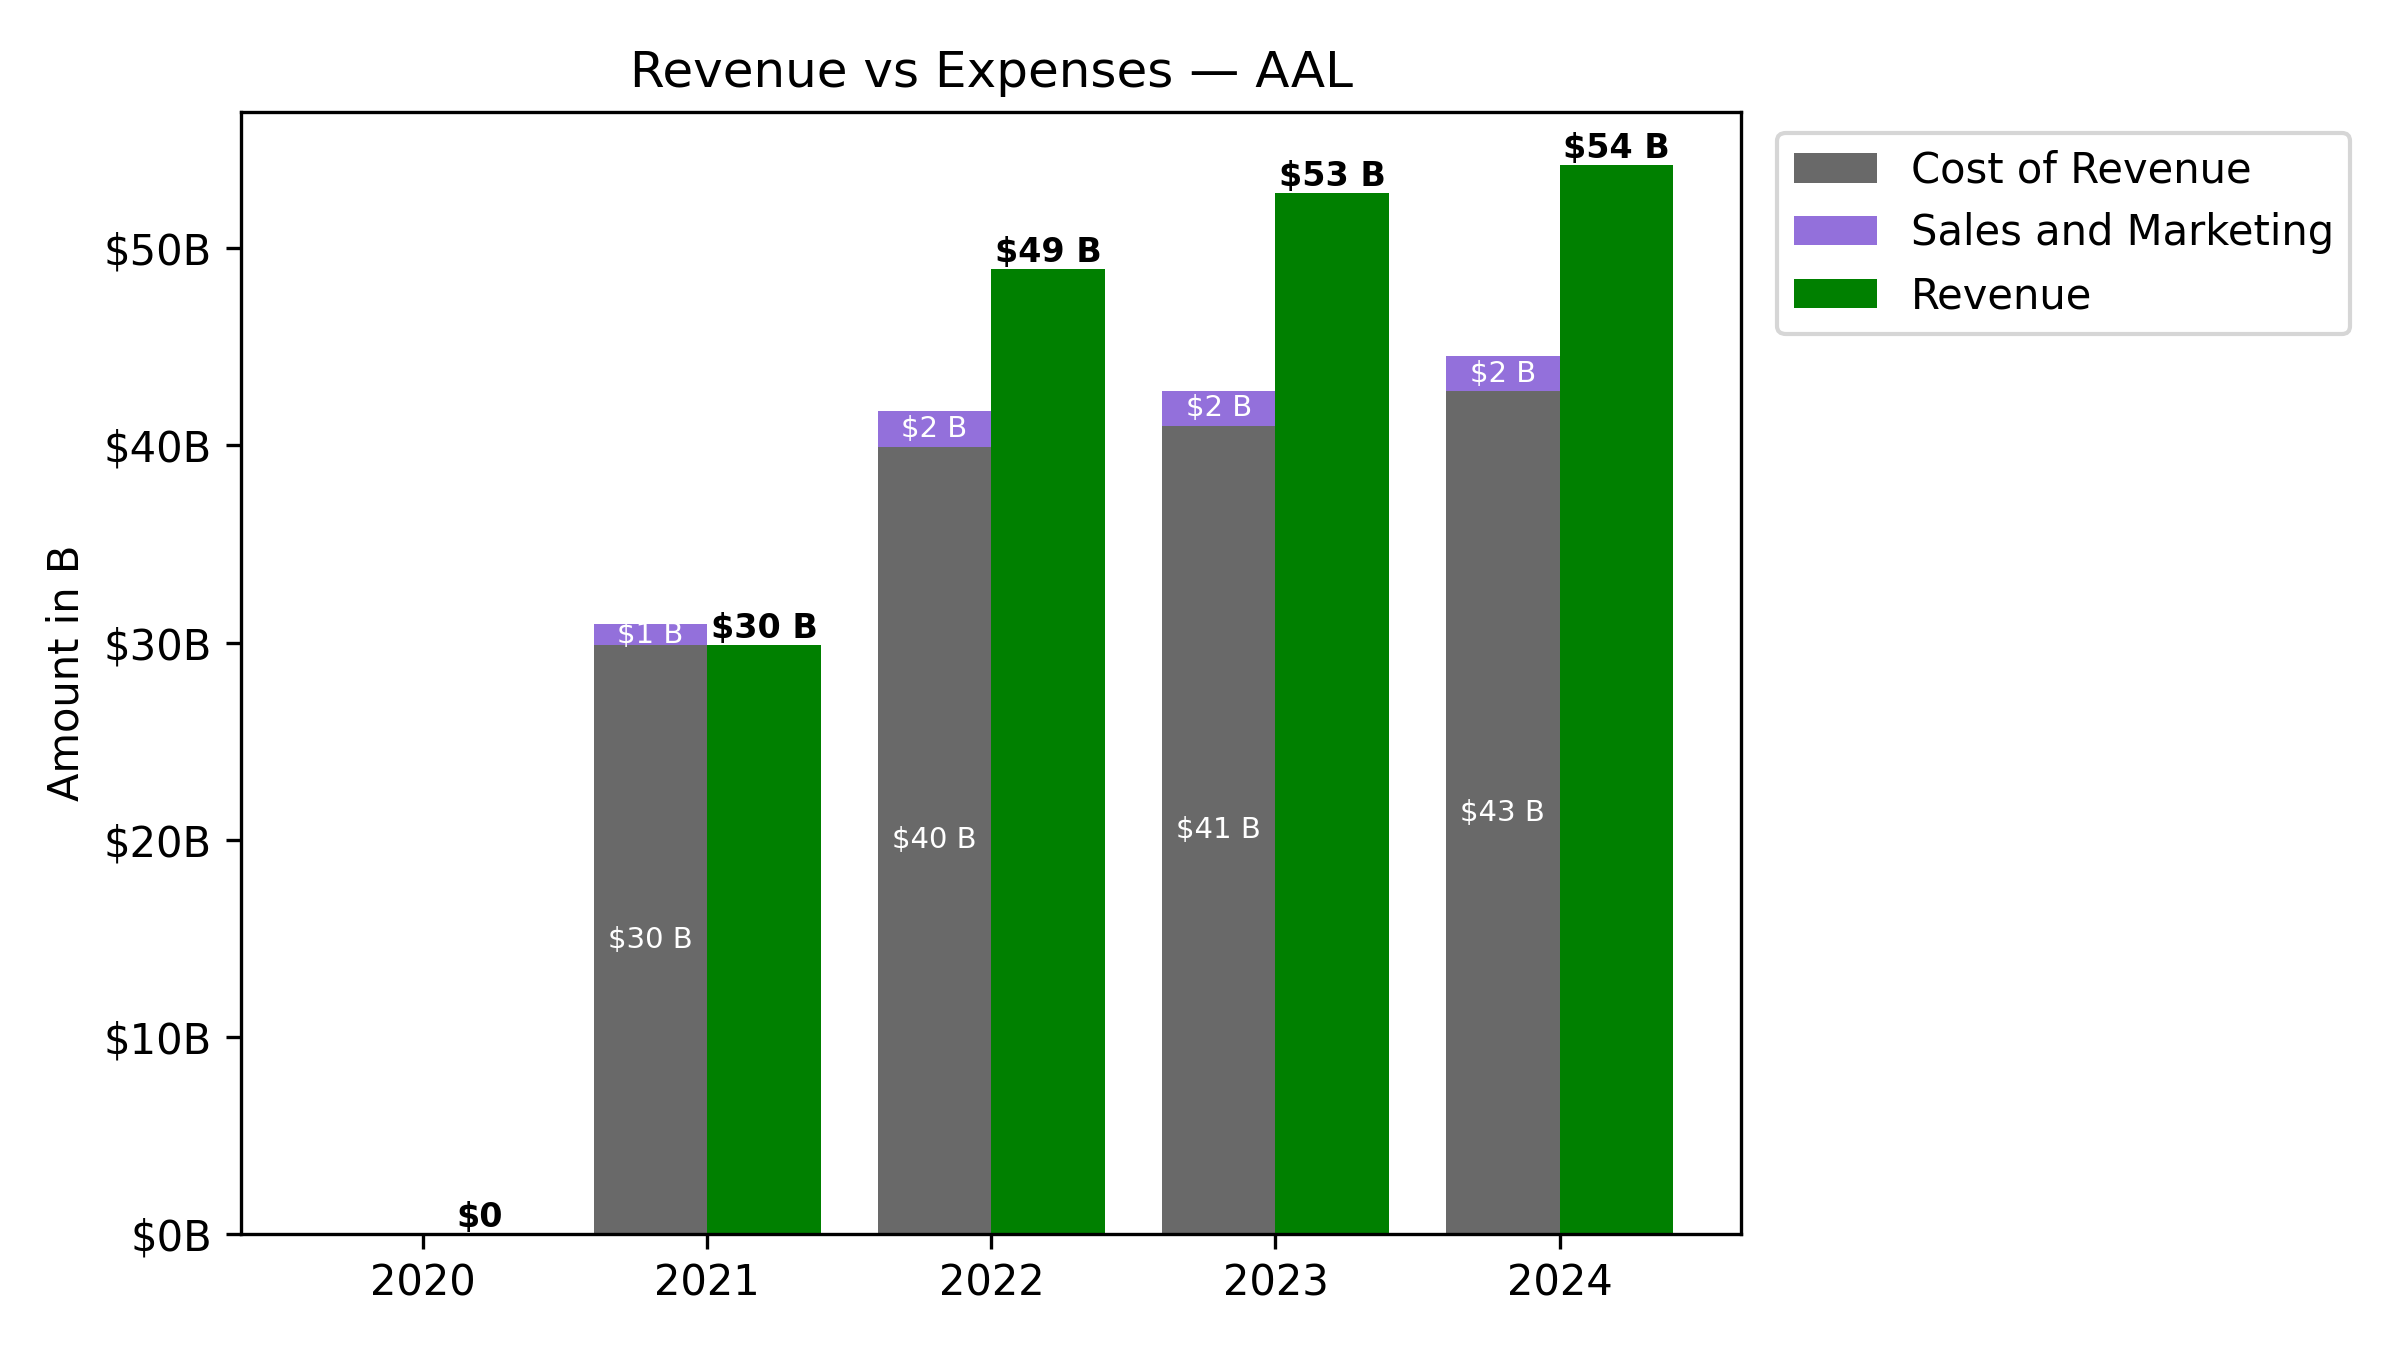 Revenue vs Expenses — AAL
Cost of Revenue
Sales and Marketing
Revenue
Amount in B
$50B
$40B
$30B
$20B
$10B
$0B
$0
$1 B
$30 B
$30 B
$2 B
$40 B
$49 B
$2 B
$41 B
$53 B
$2 B
$43 B
$54 B
2020
2021
2022
2023
2024